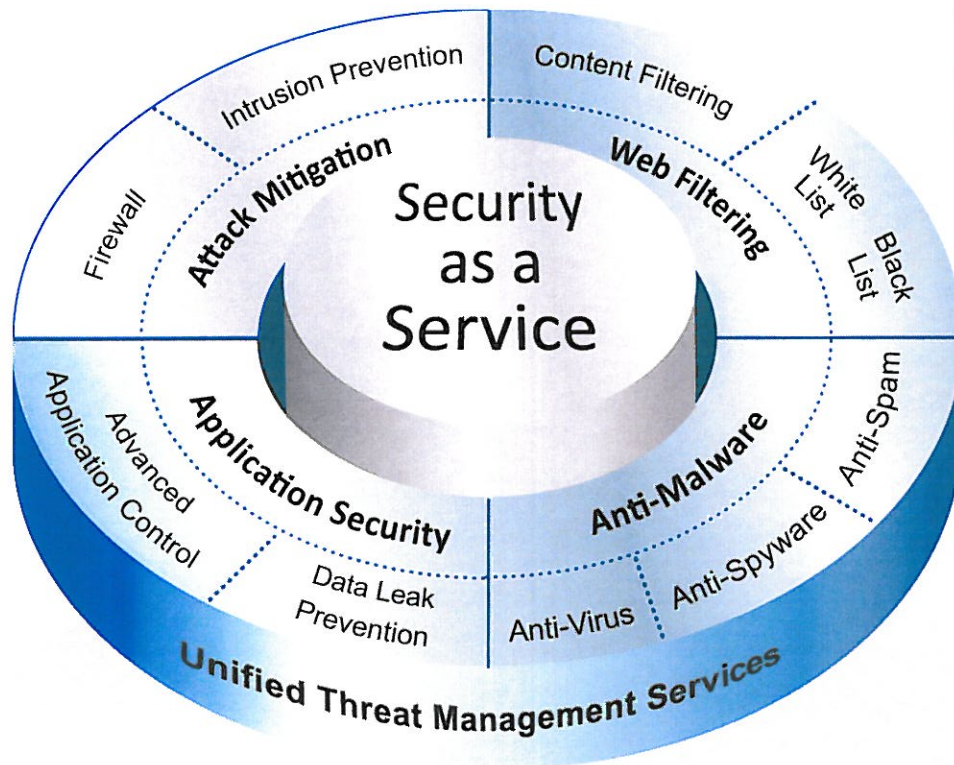 Security
as a
Service
Attack Mitigation
Firewall
Intrusion Prevention
Web Filtering
Content Filtering
White
List
Black
List
Anti-Malware
Anti-Spam
Anti-Spyware
Anti-Virus
Application Security
Data Leak
Prevention
Advanced
Application Control
Unified Threat Management Services